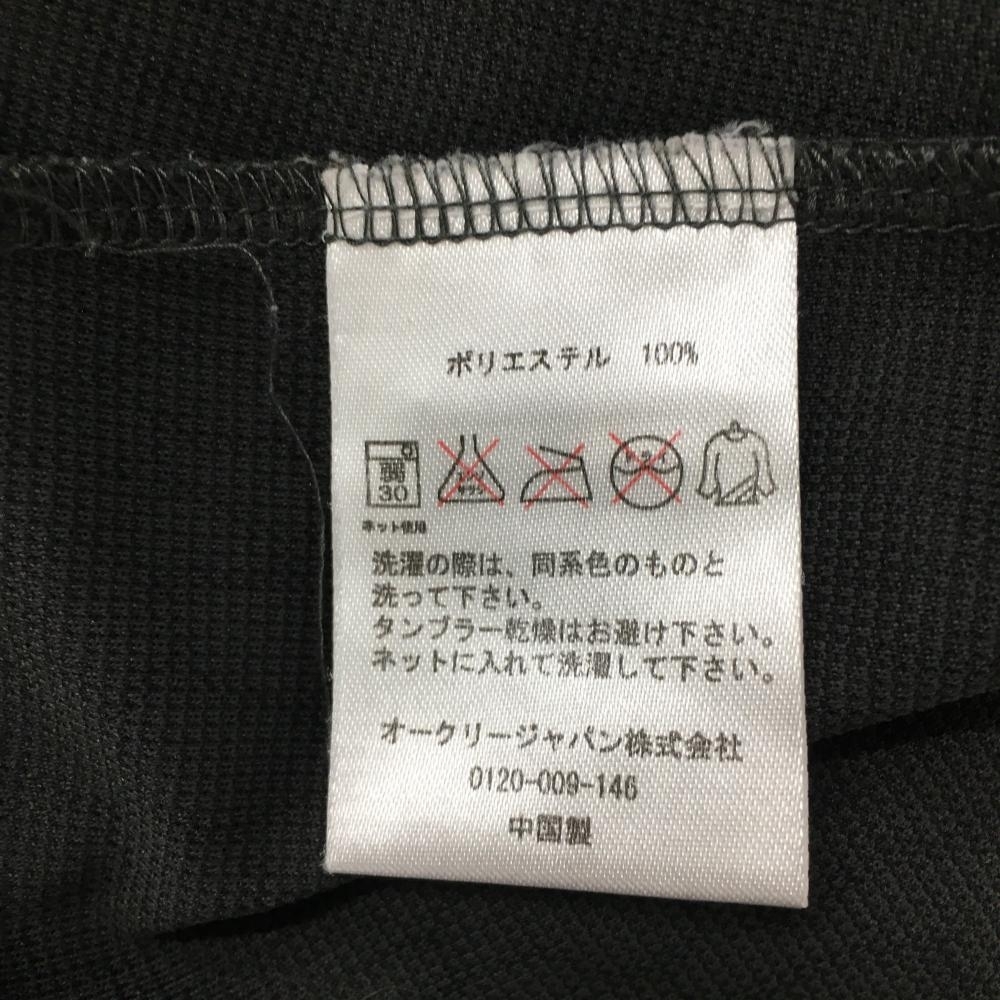 ポリエステル 100%
弱
30
ネット使用
洗濯の際は、同系色のものと
洗って下さい。
タンブラー乾燥はお避け下さい。
ネットに入れて洗濯して下さい。
オークリージャパン株式会社
0120-009-146
中国製